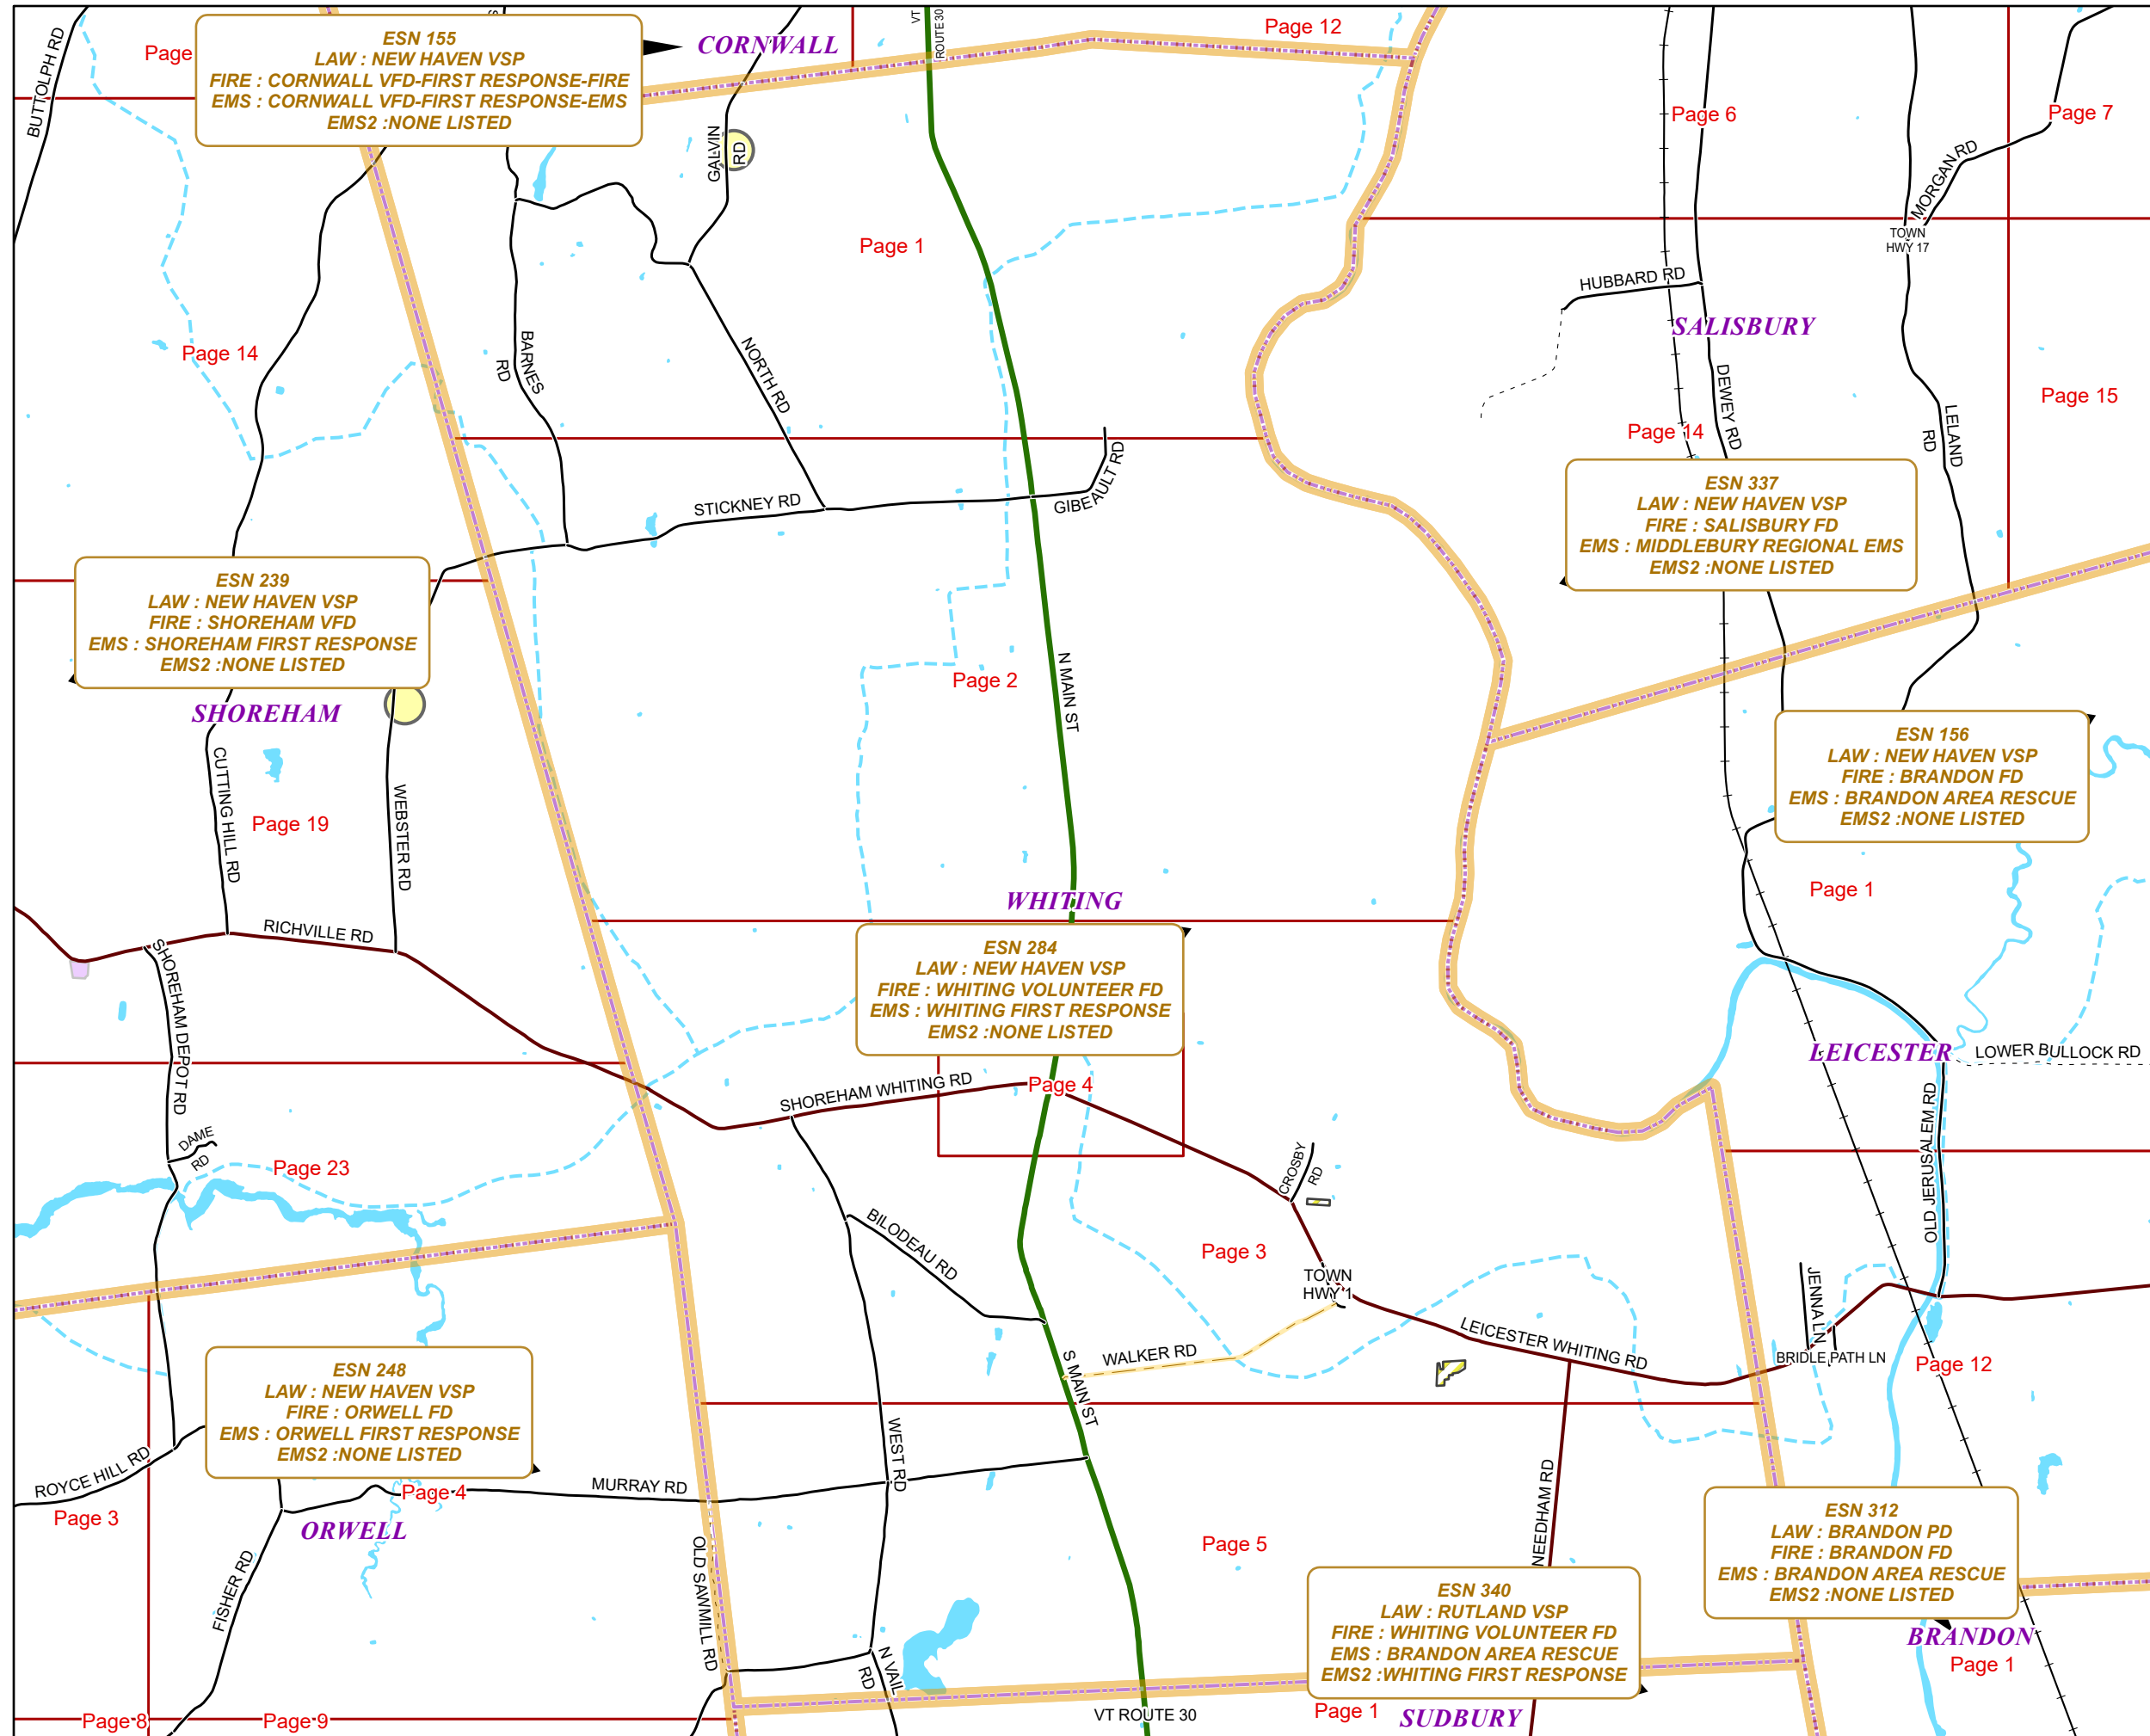 VT
ROUTE 30
S
Page
ESN 155
LAW : NEW HAVEN VSP
FIRE : CORNWALL VFD-FIRST RESPONSE-FIRE
EMS : CORNWALL VFD-FIRST RESPONSE-EMS
EMS2 :NONE LISTED
CORNWALL
Page 12
BUTTOLPH RD
GALVIN
RD
Page 6
Page 7
MORGAN RD
TOWN
HWY 17
Page 1
HUBBARD RD
SALISBURY
Page 14
BARNES
RD
NORTH RD
DEWEY RD
Page 15
Page 14
LELAND
RD
GIBEAULT RD
STICKNEY RD
ESN 337
LAW : NEW HAVEN VSP
FIRE : SALISBURY FD
EMS : MIDDLEBURY REGIONAL EMS
EMS2 :NONE LISTED
ESN 239
LAW : NEW HAVEN VSP
FIRE : SHOREHAM VFD
EMS : SHOREHAM FIRST RESPONSE
EMS2 :NONE LISTED
SHOREHAM
Page 2
N MAIN ST
ESN 156
LAW : NEW HAVEN VSP
FIRE : BRANDON FD
EMS : BRANDON AREA RESCUE
EMS2 :NONE LISTED
CUTTING HILL RD
Page 19
WEBSTER RD
Page 1
WHITING
RICHVILLE RD
ESN 284
LAW : NEW HAVEN VSP
FIRE : WHITING VOLUNTEER FD
EMS : WHITING FIRST RESPONSE
EMS2 :NONE LISTED
SHOREHAM DEPOT RD
LEICESTER
LOWER BULLOCK RD
SHOREHAM WHITING RD
Page 4
OLD JERUSALEM RD
DAME
RD
Page 23
CROSBY
RD
BILODEAU RD
Page 3
TOWN
HWY 1
JENNA LN
LEICESTER WHITING RD
WALKER RD
BRIDLE PATH LN
Page 12
S MAIN ST
ESN 248
LAW : NEW HAVEN VSP
FIRE : ORWELL FD
EMS : ORWELL FIRST RESPONSE
EMS2 :NONE LISTED
WEST RD
ROYCE HILL RD
MURRAY RD
Page 4
Page 3
ORWELL
NEEDHAM RD
ESN 312
LAW : BRANDON PD
FIRE : BRANDON FD
EMS : BRANDON AREA RESCUE
EMS2 :NONE LISTED
Page 5
FISHER RD
OLD SAWMILL RD
ESN 340
LAW : RUTLAND VSP
FIRE : WHITING VOLUNTEER FD
EMS : BRANDON AREA RESCUE
EMS2 :WHITING FIRST RESPONSE
BRANDON
Page 1
N VAIL
RD
Page 8
Page 9
VT ROUTE 30
Page 1
SUDBURY